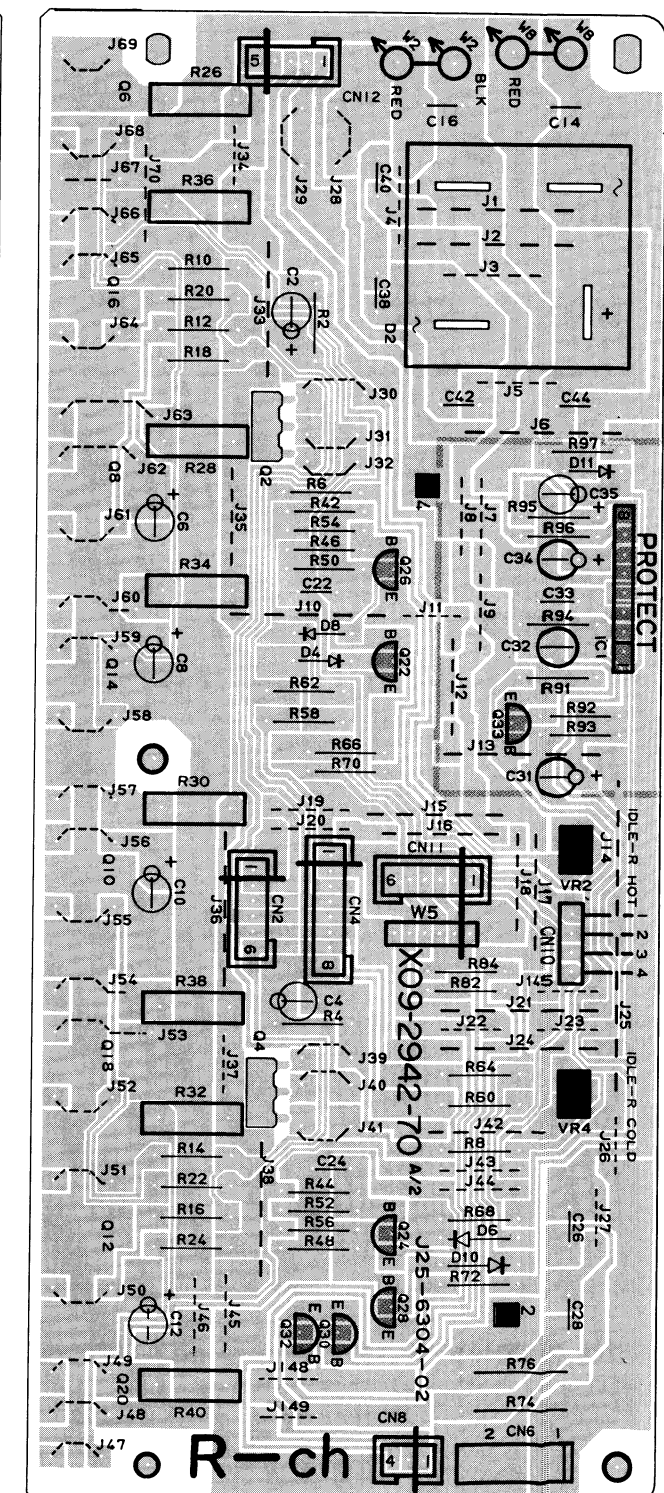 J69
5 1
W2 W2 W8 W8
Q6
R26
CN12
RED
BLK
RED
C16
C14
J68
J67
J70
J34
R36
J29
J28
C40
J4
J1
J66
J2
J65
Q16
R10
J3
R20
J33
C2
R2
C38
D2
J64
R12
R18
J30
C42
J5
C44
J63
J31
J6
Q8
J62
R28
Q2
J32
R97
D11
J61
C6
J35
R6
4
J8
J7
R95
C35
R42
R54
R96
8
PROTECT
R46
B
Q26
E
C34
R34
R50
J60
C22
C33
J10
J11
J9
R94
J59
Q14
C8
D8
D4
B
Q22
E
C32
IC1
1
J12
R91
R62
E
Q33
B
R92
J58
R58
R93
R66
J13
R70
C31
J57
R30
J19
J15
IDLE-R HOT
J56
J20
J16
J14
Q10
CN11
VR2
C10
1
1
6 1
J18
J17
J36
CN2
CN4
W5
CN10
1
J55
2
6
3
J54
8
R84
4
R38
X09-2942-70 A/2
R82
J145
C4
J21
J25
J53
R4
J22
J23
Q18
Q4
J24
J37
J39
IDLE-R COLD
J52
J40
R64
R32
R60
VR4
J41
J42
R14
R8
J26
J51
J38
C24
J43
R22
R44
J44
R16
R52
R68
J27
Q12
R56
B
Q24
E
D6
C26
R24
R48
D10
J50
J46
J45
J25-6304-02
R72
C12
E
Q32
B
E
Q30
B
B
Q28
E
2
C28
J49
J148
R76
Q20
J48
R40
J149
R74
J47
R-ch
CN8
4 1
2 CN6 1